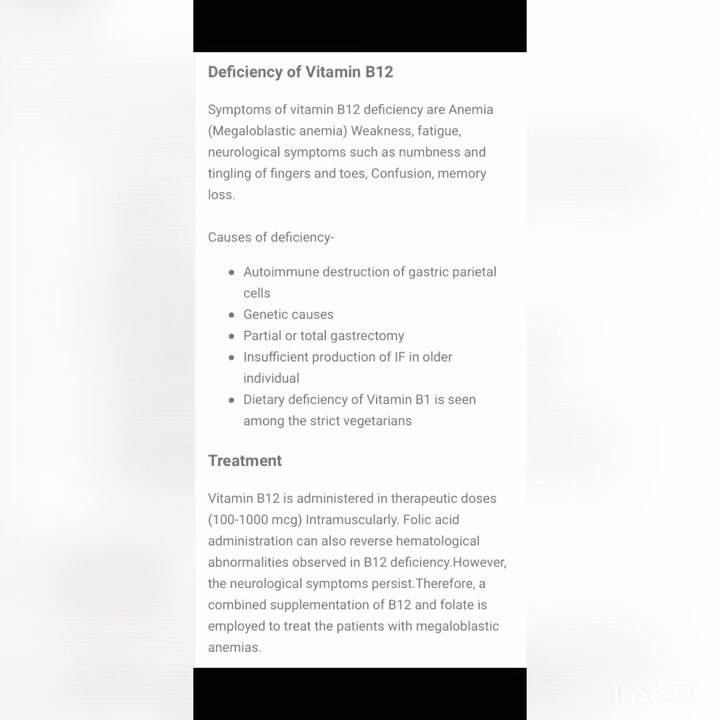 Deficiency of Vitamin B12
Symptoms of vitamin B12 deficiency are Anemia
(Megaloblastic anemia) Weakness, fatigue,
neurological symptoms such as numbness and
tingling of fingers and toes, Confusion, memory
loss.
Causes of deficiency-
● Autoimmune destruction of gastric parietal
cells
● Genetic causes
● Partial or total gastrectomy
● Insufficient production of IF in older
individual
● Dietary deficiency of Vitamin B1 is seen
among the strict vegetarians
Treatment
Vitamin B12 is administered in therapeutic doses
(100-1000 mcg) Intramuscularly. Folic acid
administration can also reverse hematological
abnormalities observed in B12 deficiency.However,
the neurological symptoms persist.Therefore, a
combined supplementation of B12 and folate is
employed to treat the patients with megaloblastic
anemias.